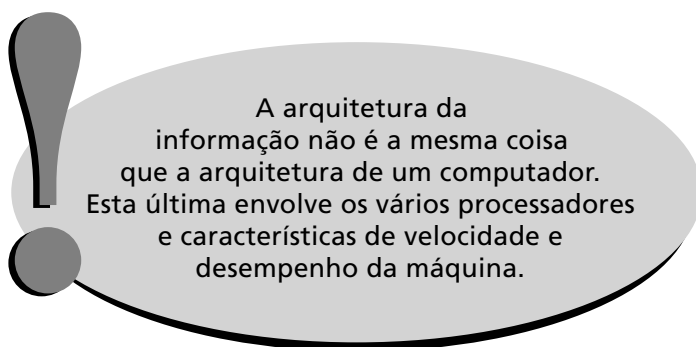 A arquitetura da
informação não é a mesma coisa
que a arquitetura de um computador.
Esta última envolve os vários processadores
e características de velocidade e
desempenho da máquina.